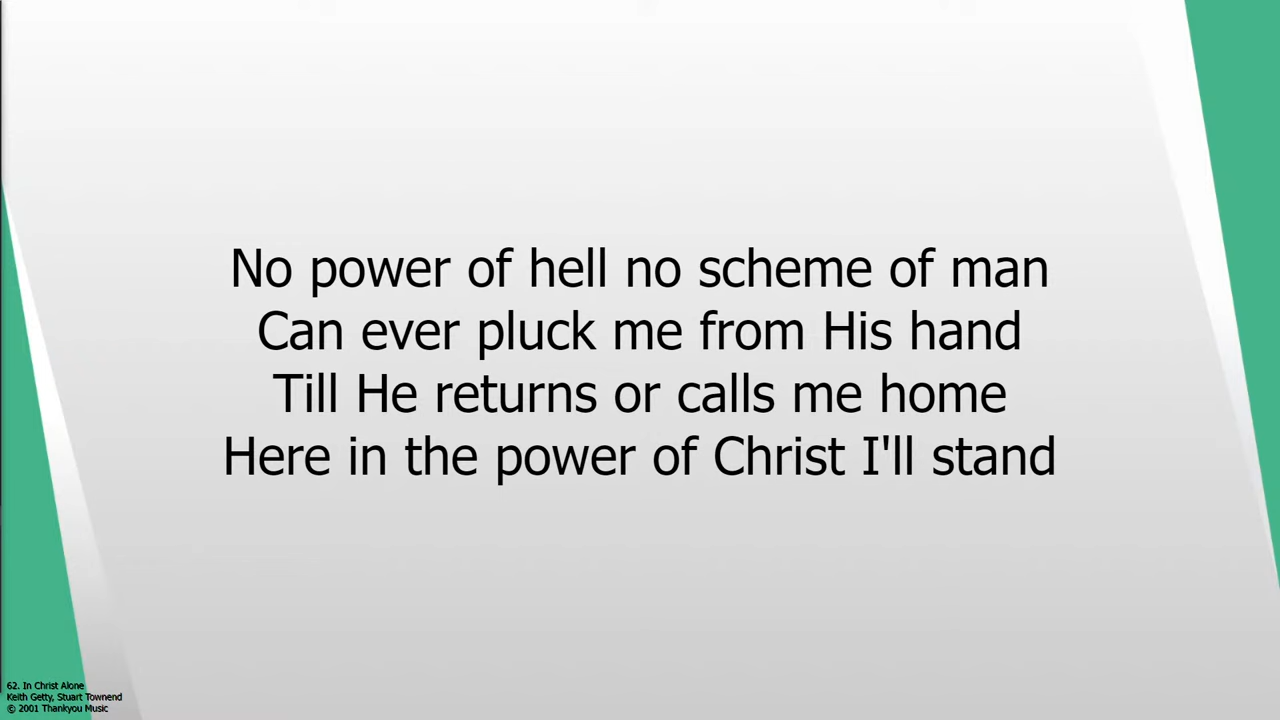 No power of hell no scheme of man
Can ever pluck me from His hand
Till He returns or calls me home
Here in the power of Christ I'll stand
62. In Christ Alone
Keith Getty, Stuart Townend
© 2001 Thankyou Music